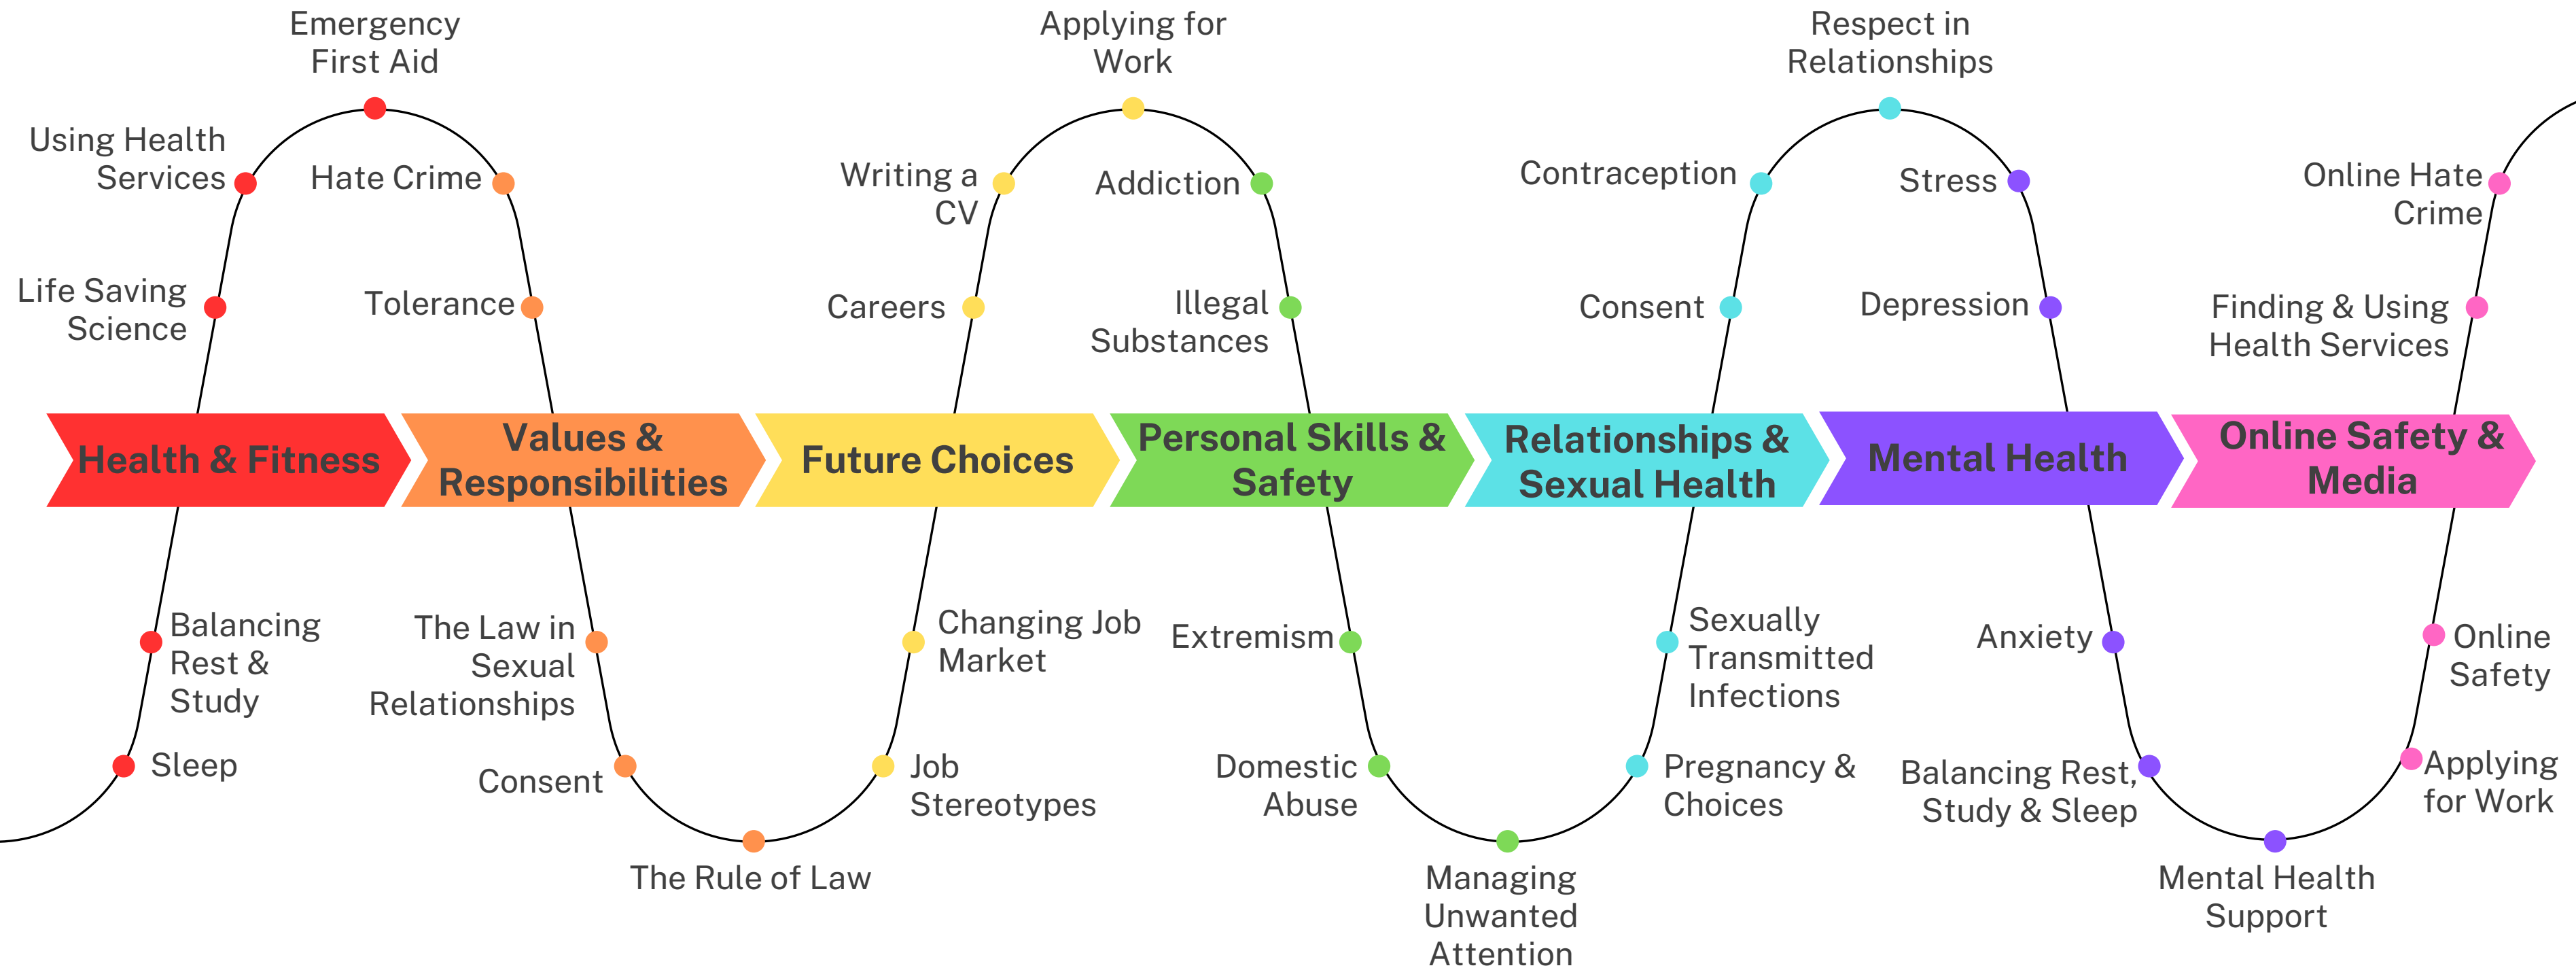 Emergency
First Aid
Using Health
Services
Hate Crime
Life Saving
Science
Tolerance
Applying for
Work
Writing a
CV
Addiction
Careers
Illegal
Substances
Respect in
Relationships
Contraception
Stress
Consent
Depression
Online Hate
Crime
Finding & Using
Health Services
Health & Fitness
Values &
Responsibilities
Future Choices
Personal Skills &
Safety
Relationships &
Sexual Health
Mental Health
Online Safety &
Media
Balancing
Rest &
Study
Sleep
The Law in
Sexual
Relationships
Consent
The Rule of Law
Changing Job
Market
Job
Stereotypes
Extremism
Domestic
Abuse
Managing
Unwanted
Attention
Sexually
Transmitted
Infections
Pregnancy &
Choices
Anxiety
Balancing Rest,
Study & Sleep
Mental Health
Support
Online
Safety
Applying
for Work